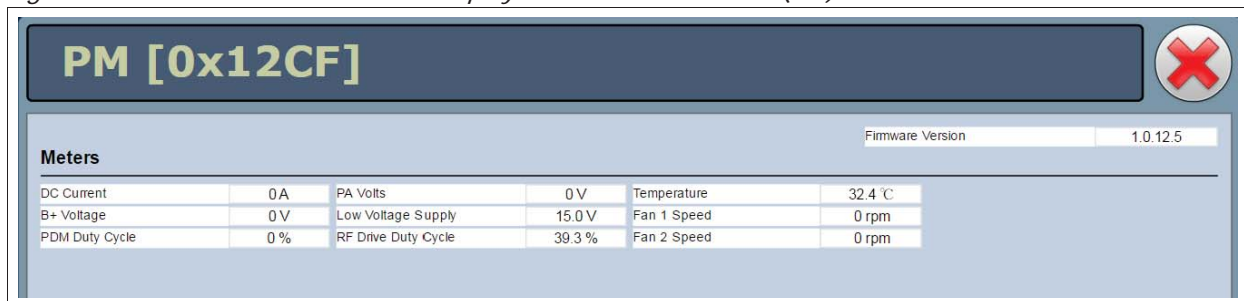 PM [0x12CF]
Firmware Version 1.0.12.5
Meters
DC Current 0 A PA Volts 0 V Temperature 32.4 °C
B+ Voltage 0 V Low Voltage Supply 15.0 V Fan 1 Speed 0 rpm
PDM Duty Cycle 0 % RF Drive Duty Cycle 39.3 % Fan 2 Speed 0 rpm